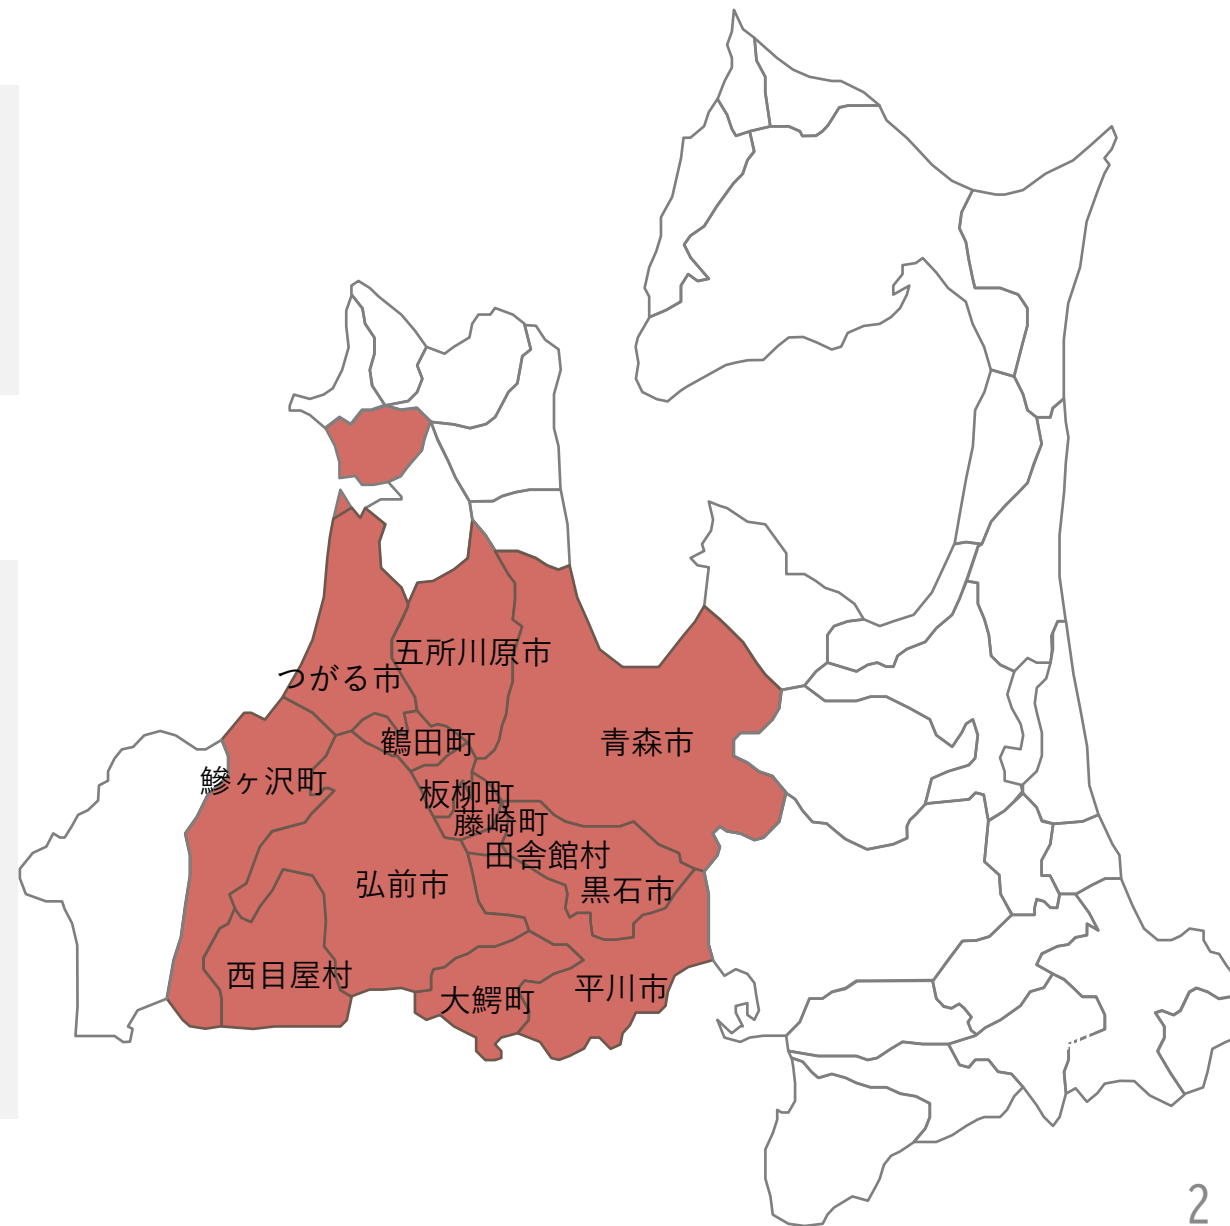 五所川原市
つがる市
鶴田町
青森市
鰺ヶ沢町
板柳町
藤崎町
田舎館村
弘前市
黒石市
西目屋村
平川市
大鰐町
2